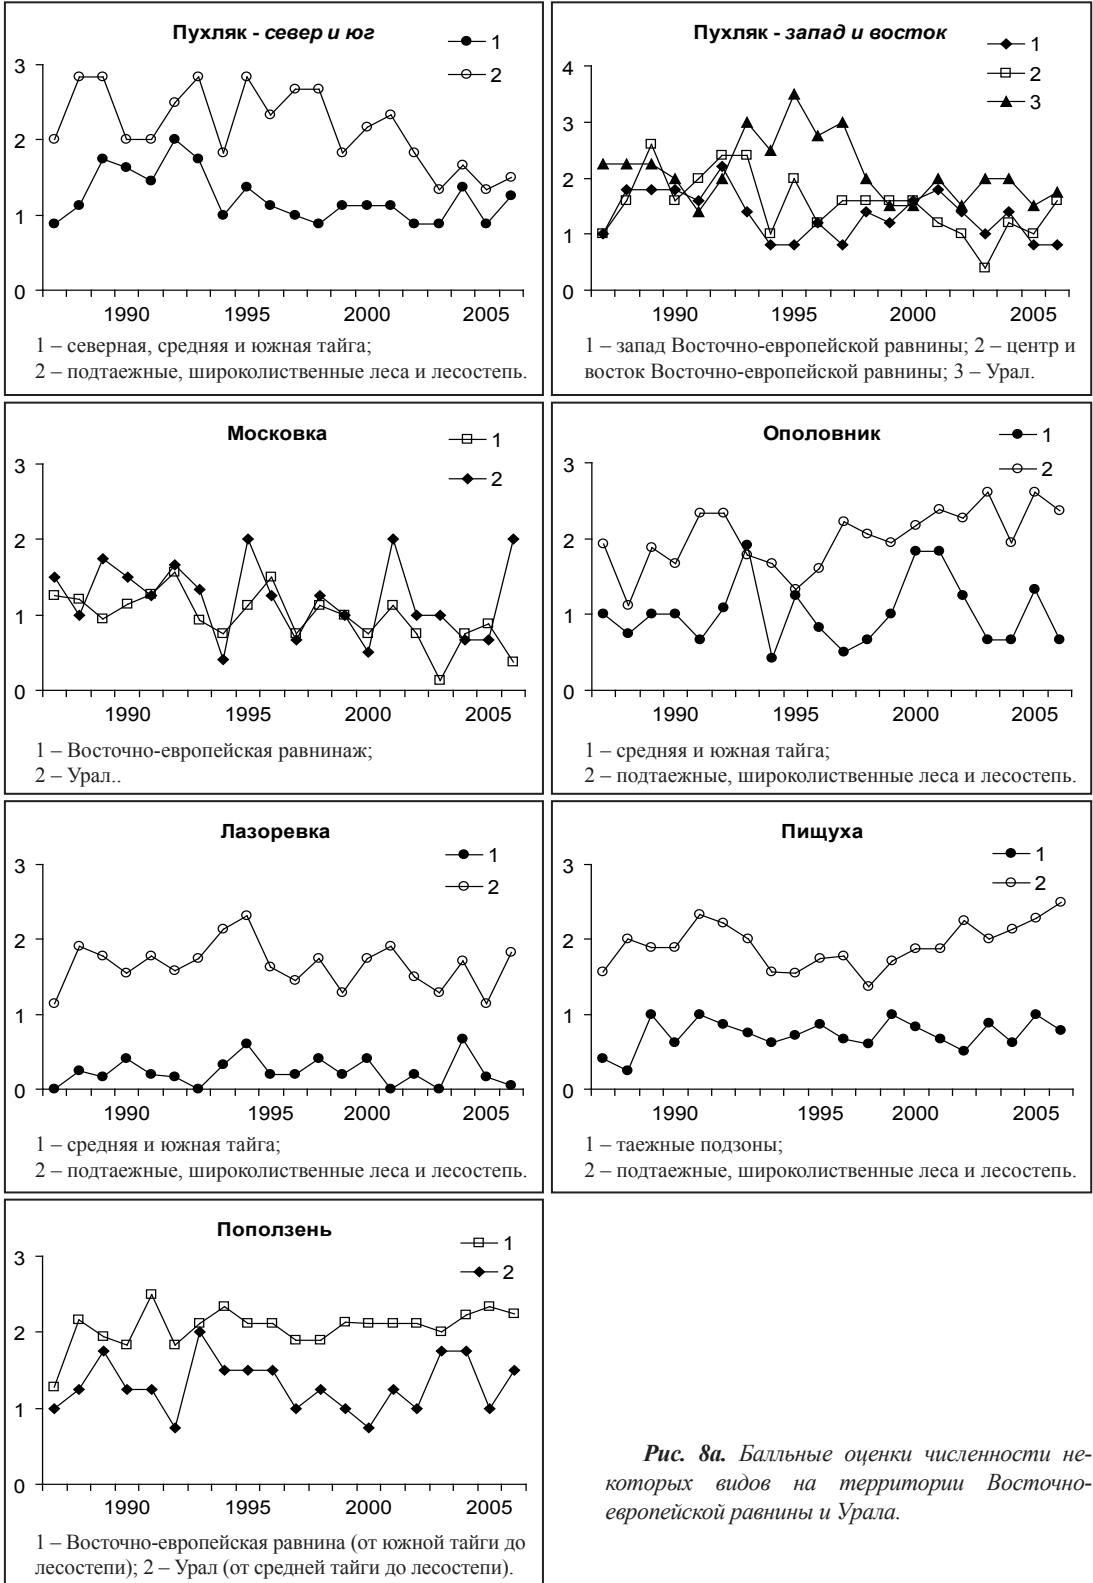 Пухляк - север и юг
1
2
3
2
1
0
1990 1995 2000 2005
1 – северная, средняя и южная тайга;
2 – подтаежные, широколиственные леса и лесостепь.
Пухляк - запад и восток
1
2
3
4
3
2
1
0
1990 1995 2000 2005
1 – запад Восточно-европейской равнины; 2 – центр и
восток Восточно-европейской равнины; 3 – Урал.
Московка
1
2
3
2
1
0
1990 1995 2000 2005
1 – Восточно-европейская равнинаж;
2 – Урал..
Ополовник
1
2
3
2
1
0
1990 1995 2000 2005
1 – средняя и южная тайга;
2 – подтаежные, широколиственные леса и лесостепь.
Лазоревка
1
2
3
2
1
0
1990 1995 2000 2005
1 – средняя и южная тайга;
2 – подтаежные, широколиственные леса и лесостепь.
Пищуха
1
2
3
2
1
0
1990 1995 2000 2005
1 – таежные подзоны;
2 – подтаежные, широколиственные леса и лесостепь.
Поползень
1
2
3
2
1
0
1990 1995 2000 2005
1 – Восточно-европейская равнина (от южной тайги до
лесостепи); 2 – Урал (от средней тайги до лесостепи).
Рис. 8а. Балльные оценки численности не-
которых видов на территории Восточно-
европейской равнины и Урала.